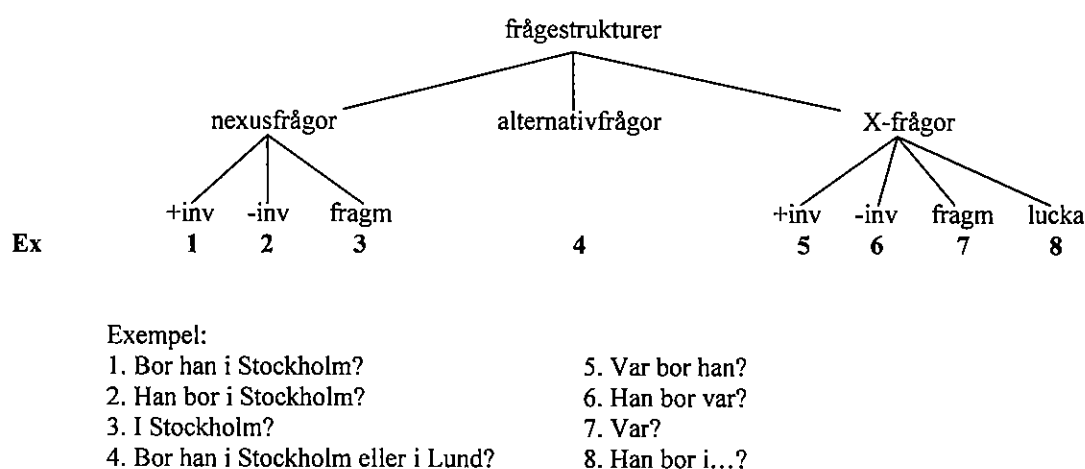 frågestrukturer
nexusfrågor alternativfrågor X-frågor
+inv -inv fragm +inv -inv fragm lucka
Ex 1 2 3 4 5 6 7 8
Exempel:
1. Bor han i Stockholm? 5. Var bor han?
2. Han bor i Stockholm? 6. Han bor var?
3. I Stockholm? 7. Var?
4. Bor han i Stockholm eller i Lund? 8. Han bor i...?